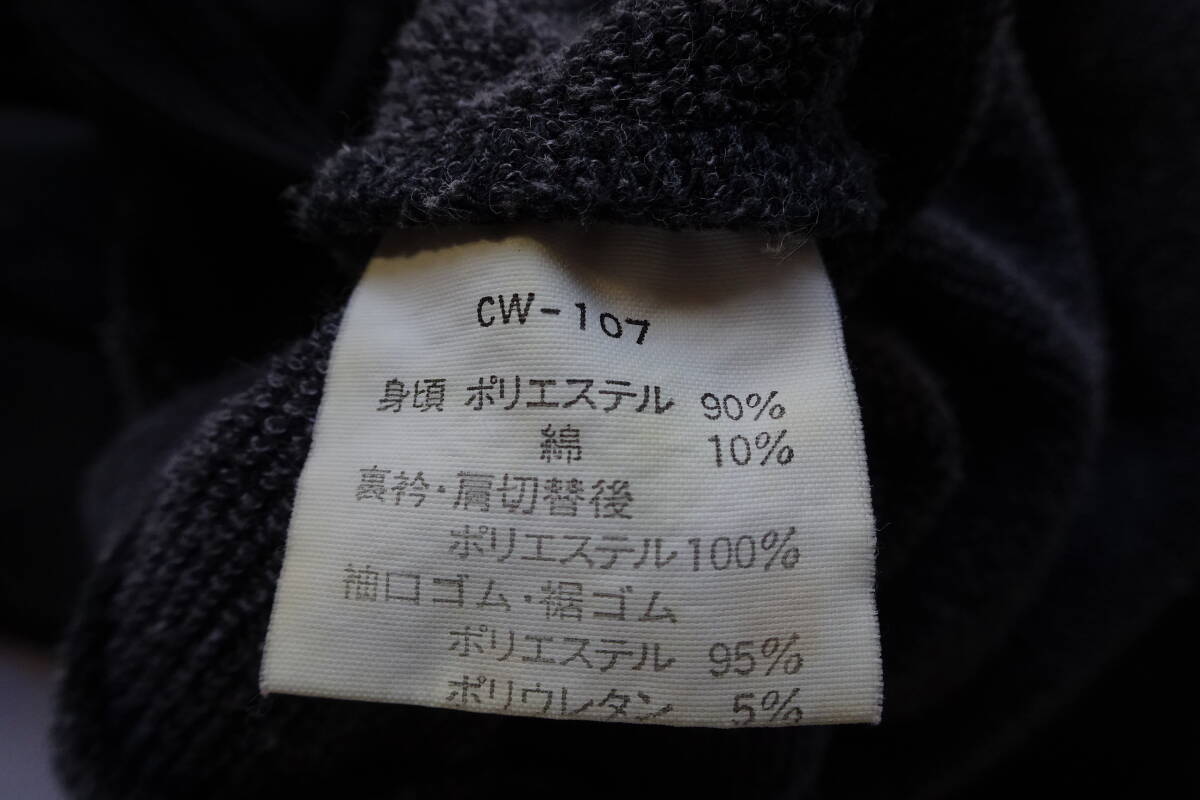 CW-107
身頃 ポリエステル 90%
綿 10%
裏衿・肩切替後
ポリエステル100%
袖口ゴム・裾ゴム
ポリエステル 95%
ポリウレタン 5%